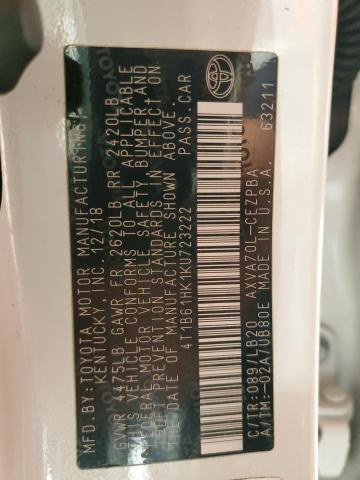 MFD. BY: TOYOTA MOTOR MANUFACTURING
KENTUCKY, INC. 12/18
GVWR 4475LB GAWR FR 2620LB RR 2420LB
THIS VEHICLE CONFORMS TO ALL APPLICABLE
FEDERAL MOTOR VEHICLE SAFETY, BUMPER, AND
THEFT PREVENTION STANDARDS IN EFFECT ON
THE DATE OF MANUFACTURE SHOWN ABOVE.
4T1B61HK1KU723222 PASS.CAR
C/TR:089/LB20 AXVA70L-CEZPBA
A/TM:-02A/UB80E MADE IN U.S.A. 63211